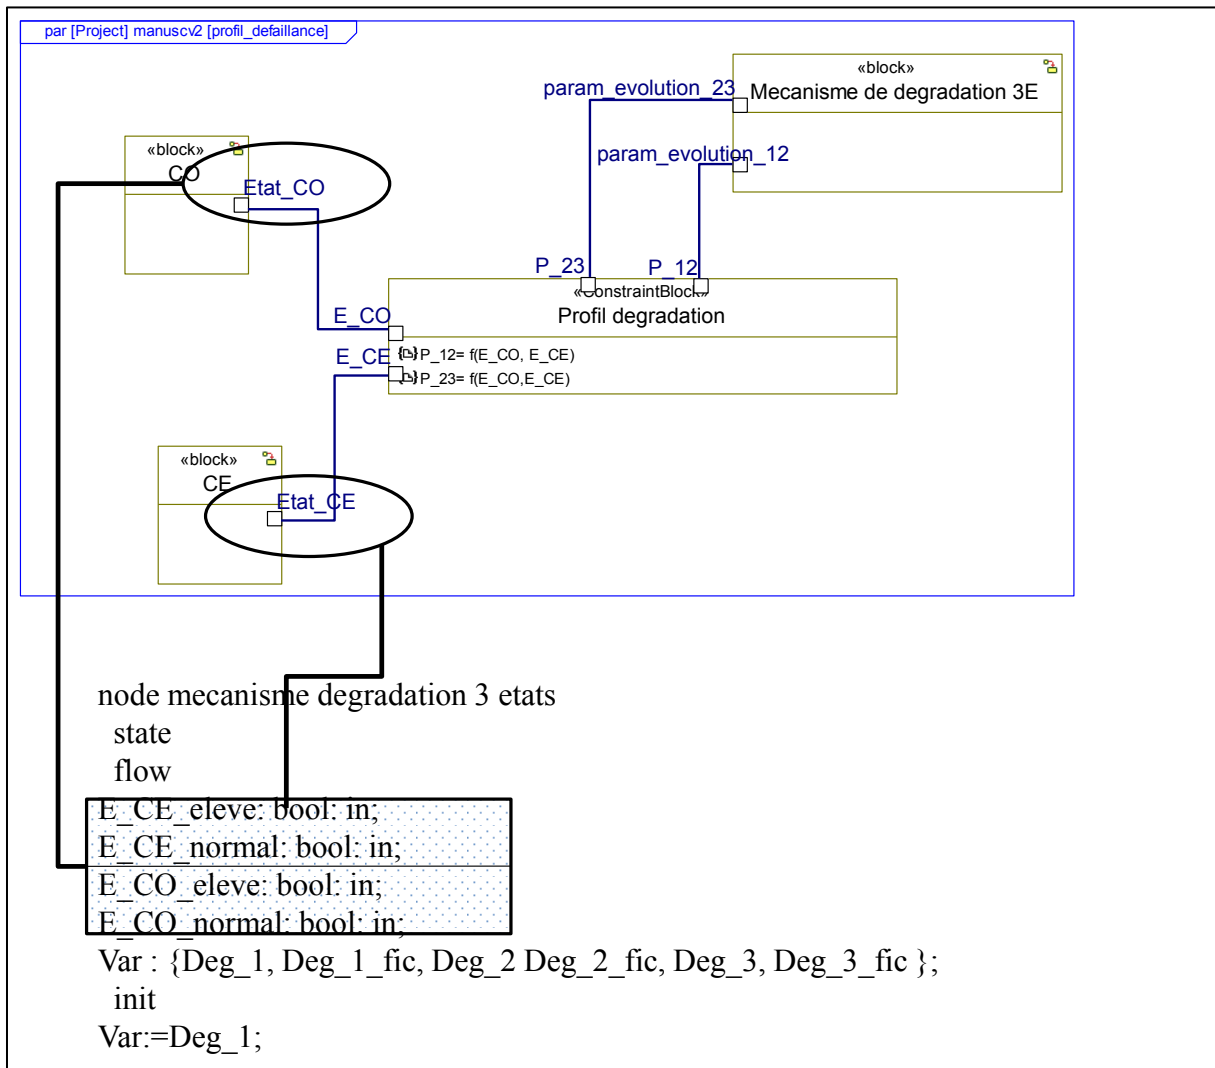 par [Project] manuscv2 [profil_defaillance]
«block»
Mecanisme de degradation 3E
param_evolution_23
param_evolution_12
«block»
CO
Etat_CO
P_23
P_12
«ConstraintBlock»
Profil degradation
E_CO
E_CE
P_12= f(E_CO, E_CE)
P_23= f(E_CO,E_CE)
«block»
CE
Etat_CE
node mecanisme degradation 3 etats
state
flow
E_CE_eleve: bool: in;
E_CE_normal: bool: in;
E_CO_eleve: bool: in;
E_CO_normal: bool: in;
Var : {Deg_1, Deg_1_fic, Deg_2 Deg_2_fic, Deg_3, Deg_3_fic };
init
Var:=Deg_1;